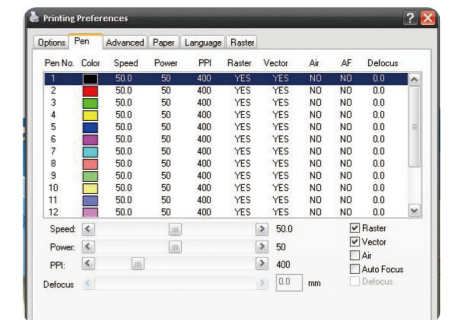 Printing Preferences
Options Pen Advanced Paper Language Raster
Pen No. Color Speed Power PPI Raster Vector Air AF Defocus
1 50.0 50 400 YES YES NO NO 0.0
2 50.0 50 400 YES YES NO NO 0.0
3 50.0 50 400 YES YES NO NO 0.0
4 50.0 50 400 YES YES NO NO 0.0
5 50.0 50 400 YES YES NO NO 0.0
6 50.0 50 400 YES YES NO NO 0.0
7 50.0 50 400 YES YES NO NO 0.0
8 50.0 50 400 YES YES NO NO 0.0
9 50.0 50 400 YES YES NO NO 0.0
10 50.0 50 400 YES YES NO NO 0.0
11 50.0 50 400 YES YES NO NO 0.0
12 50.0 50 400 YES YES NO NO 0.0
Speed: 50.0 Raster
Power: 50 Vector
Air
PPI: 400 Auto Focus
Defocus 0.0 mm Defocus